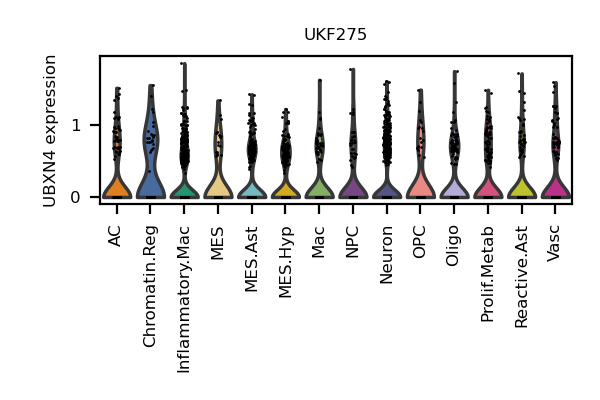 UKF275
UBXN4 expression
1
0
AC
Chromatin.Reg
Inflammatory.Mac
MES
MES.Ast
MES.Hyp
Mac
NPC
Neuron
OPC
Oligo
Prolif.Metab
Reactive.Ast
Vasc